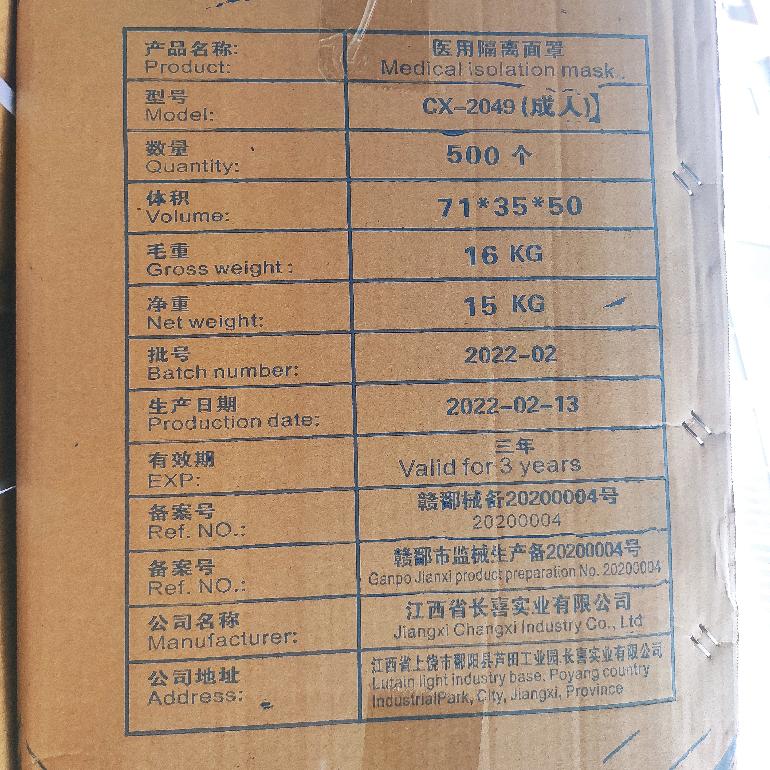 产品名称: 医用隔离面罩
Product: Medical isolation mask
型号
Model: CX-2049 (成人)】
数量
Quantity: 500 个
体积
Volume: 71*35*50
毛重
Gross weight: 16 KG
净重
Net weight: 15 KG
批号
Batch number: 2022-02
生产日期
Production date: 2022-02-13
有效期 三年
EXP: Valid for 3 years
备案号 赣鄱械备20200004号
Ref. NO.: 20200004
备案号 赣鄱市监械生产备20200004号
Ref. NO.: Ganpo Jianxi product preparation No. 20200004
公司名称 江西省长喜实业有限公司
Manufacturer: Jiangxi Changxi Industry Co., Ltd
公司地址 江西省上饶市鄱阳县芦田工业园.长喜实业有限公司
Address: Lutain light industry base, Poyang country
IndustrialPark, City, Jiangxi, Province